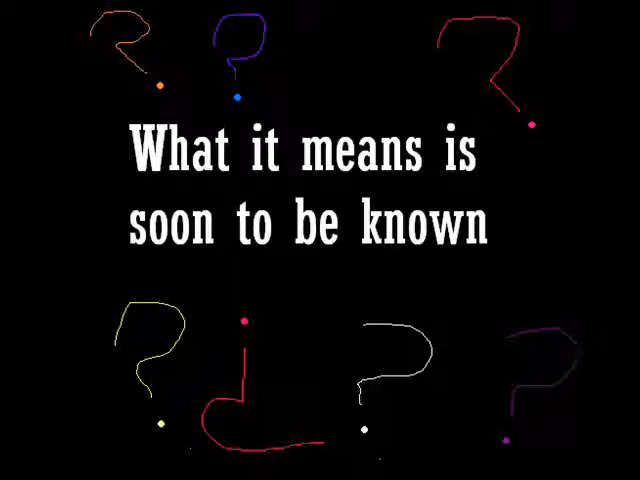 ? ? ?
What it means is
soon to be known
? ¿ ? ?